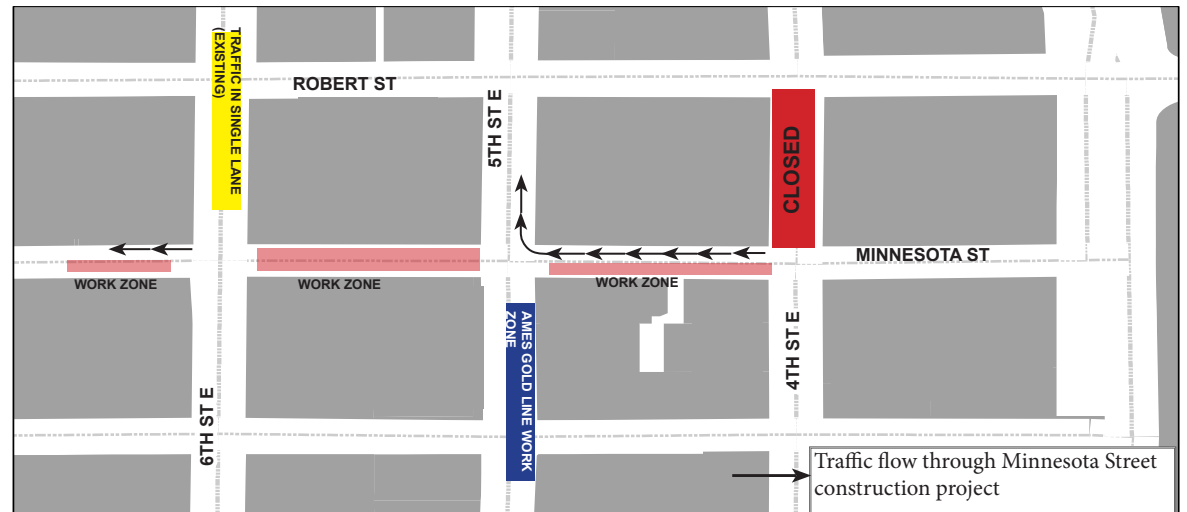 TRAFFIC IN SINGLE LANE
(EXISTING)
ROBERT ST
5TH ST E
CLOSED
MINNESOTA ST
WORK ZONE
WORK ZONE
WORK ZONE
AMES GOLD LINE WORK
ZONE
4TH ST E
6TH ST E
Traffic flow through Minnesota Street
construction project